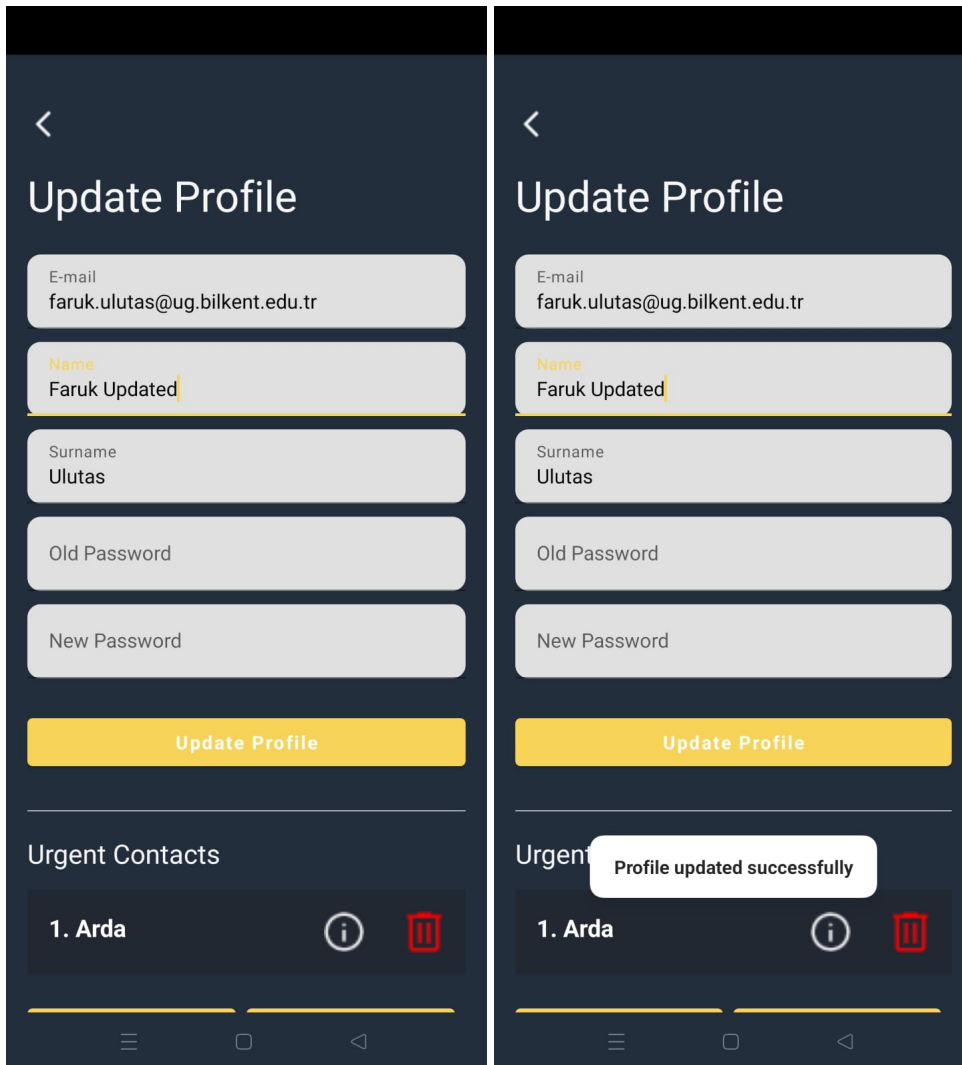 Update Profile
E-mail
faruk.ulutas@ug.bilkent.edu.tr
Name
Faruk Updated
Surname
Ulutas
Old Password
New Password
Update Profile
Urgent Contacts
1. Arda
Update Profile
E-mail
faruk.ulutas@ug.bilkent.edu.tr
Name
Faruk Updated
Surname
Ulutas
Old Password
New Password
Update Profile
Urgent
Profile updated successfully
1. Arda